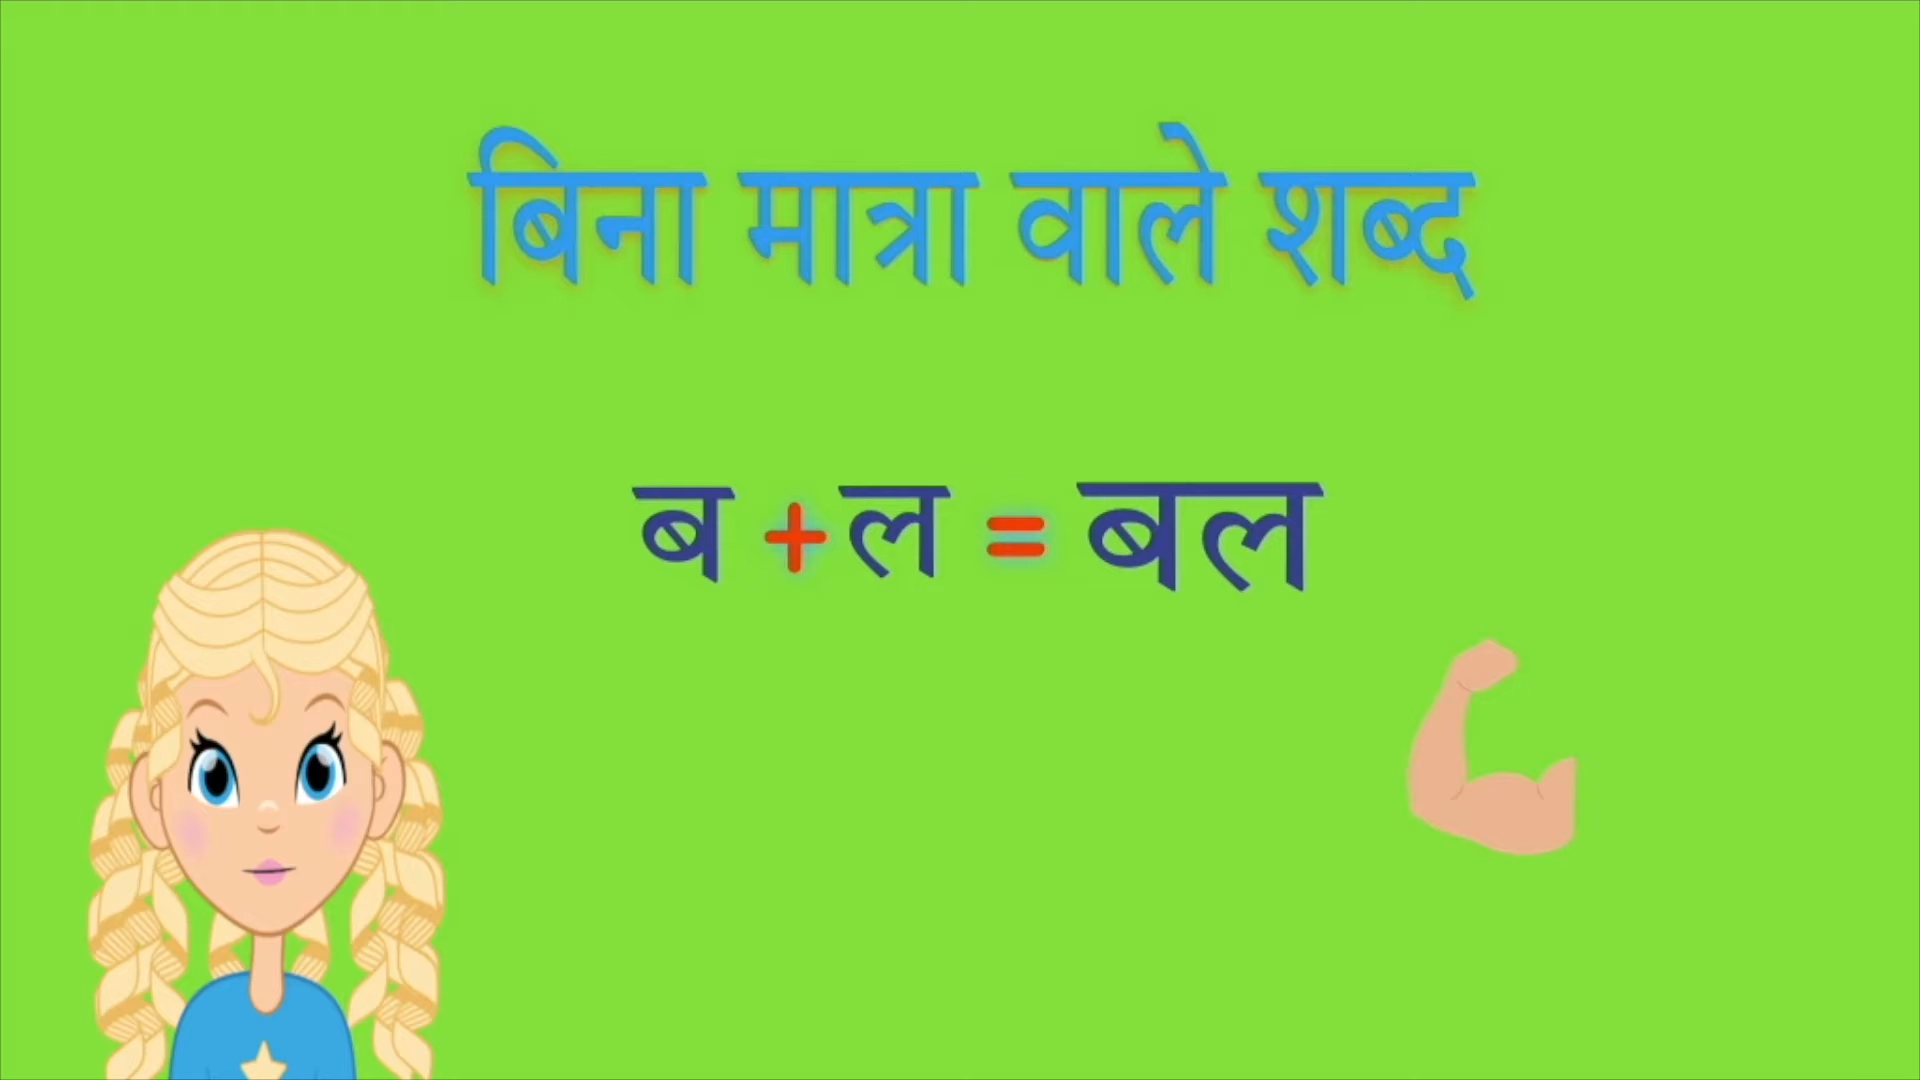 बिना मात्रा वाले शब्द
ब + ल = बल